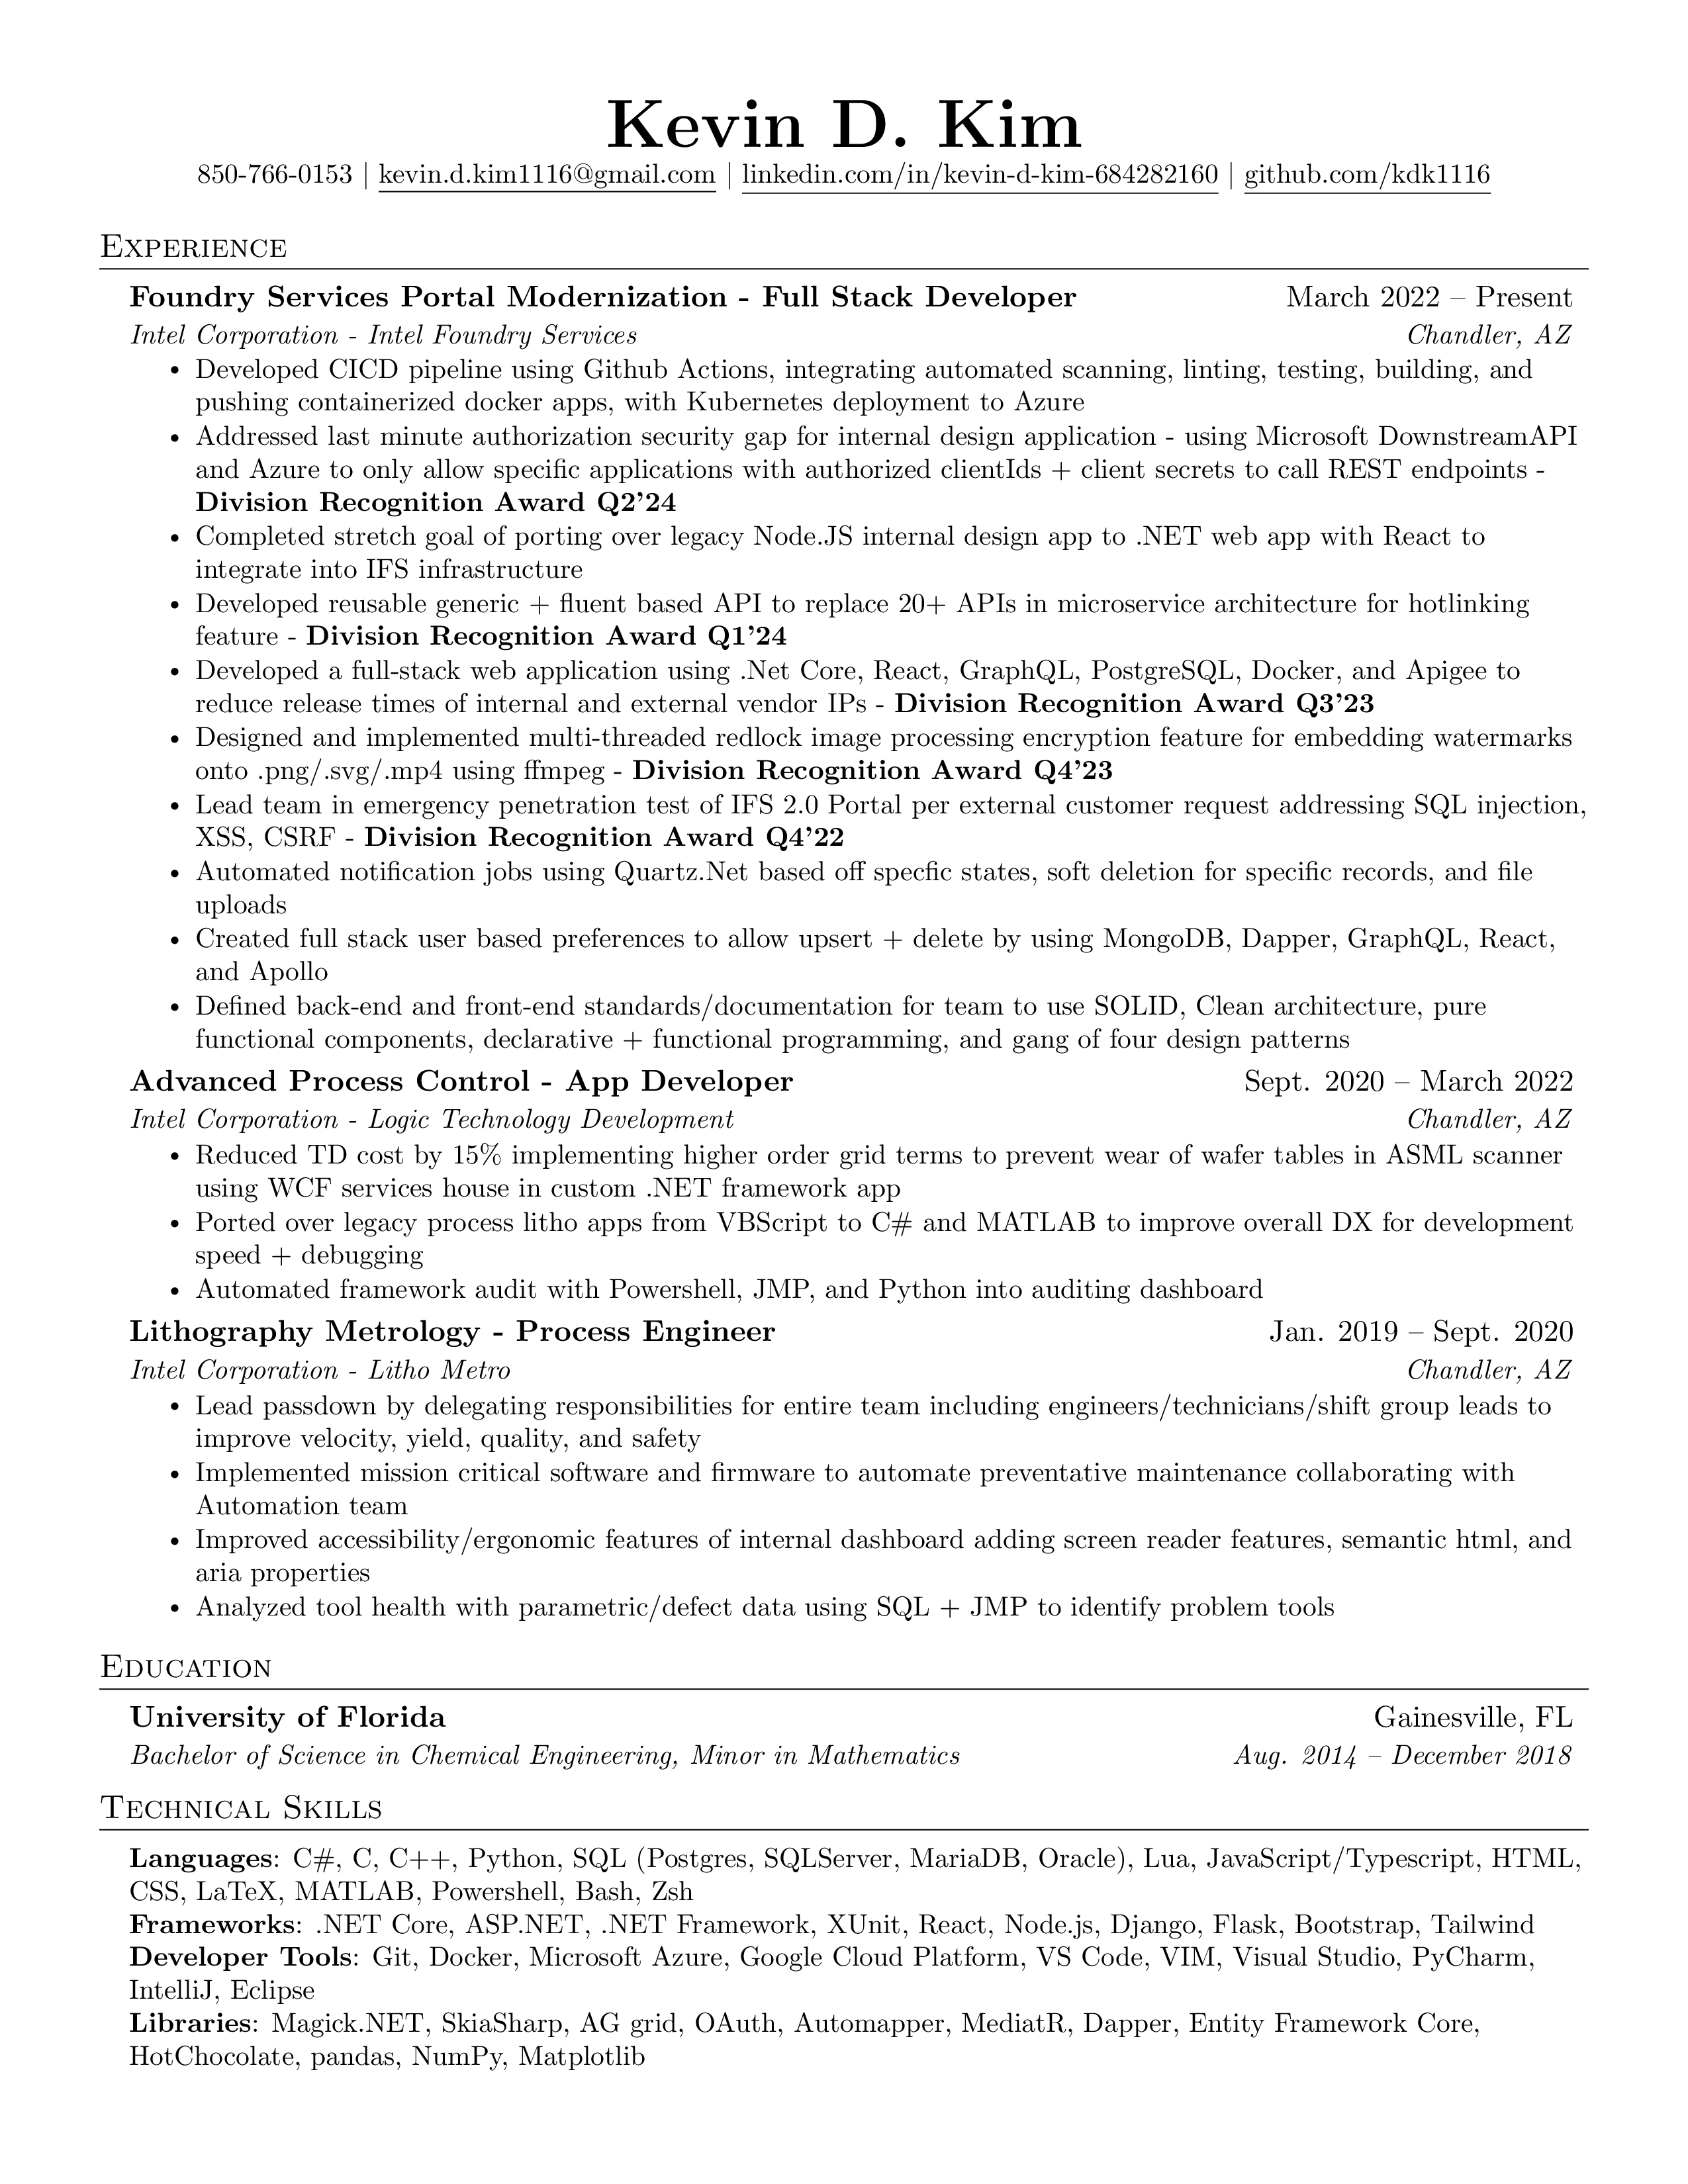 Kevin D. Kim
850-766-0153 | kevin.d.kim1116@gmail.com | linkedin.com/in/kevin-d-kim-684282160 | github.com/kdk1116
Experience
Foundry Services Portal Modernization - Full Stack Developer March 2022 – Present
Intel Corporation - Intel Foundry Services Chandler, AZ
• Developed CICD pipeline using Github Actions, integrating automated scanning, linting, testing, building, and
pushing containerized docker apps, with Kubernetes deployment to Azure
• Addressed last minute authorization security gap for internal design application - using Microsoft DownstreamAPI
and Azure to only allow specific applications with authorized clientIds + client secrets to call REST endpoints -
Division Recognition Award Q2’24
• Completed stretch goal of porting over legacy Node.JS internal design app to .NET web app with React to
integrate into IFS infrastructure
• Developed reusable generic + fluent based API to replace 20+ APIs in microservice architecture for hotlinking
feature - Division Recognition Award Q1’24
• Developed a full-stack web application using .Net Core, React, GraphQL, PostgreSQL, Docker, and Apigee to
reduce release times of internal and external vendor IPs - Division Recognition Award Q3’23
• Designed and implemented multi-threaded redlock image processing encryption feature for embedding watermarks
onto .png/.svg/.mp4 using ffmpeg - Division Recognition Award Q4’23
• Lead team in emergency penetration test of IFS 2.0 Portal per external customer request addressing SQL injection,
XSS, CSRF - Division Recognition Award Q4’22
• Automated notification jobs using Quartz.Net based off specfic states, soft deletion for specific records, and file
uploads
• Created full stack user based preferences to allow upsert + delete by using MongoDB, Dapper, GraphQL, React,
and Apollo
• Defined back-end and front-end standards/documentation for team to use SOLID, Clean architecture, pure
functional components, declarative + functional programming, and gang of four design patterns
Advanced Process Control - App Developer Sept. 2020 – March 2022
Intel Corporation - Logic Technology Development Chandler, AZ
• Reduced TD cost by 15% implementing higher order grid terms to prevent wear of wafer tables in ASML scanner
using WCF services house in custom .NET framework app
• Ported over legacy process litho apps from VBScript to C# and MATLAB to improve overall DX for development
speed + debugging
• Automated framework audit with Powershell, JMP, and Python into auditing dashboard
Lithography Metrology - Process Engineer Jan. 2019 – Sept. 2020
Intel Corporation - Litho Metro Chandler, AZ
• Lead passdown by delegating responsibilities for entire team including engineers/technicians/shift group leads to
improve velocity, yield, quality, and safety
• Implemented mission critical software and firmware to automate preventative maintenance collaborating with
Automation team
• Improved accessibility/ergonomic features of internal dashboard adding screen reader features, semantic html, and
aria properties
• Analyzed tool health with parametric/defect data using SQL + JMP to identify problem tools
Education
University of Florida Gainesville, FL
Bachelor of Science in Chemical Engineering, Minor in Mathematics Aug. 2014 – December 2018
Technical Skills
Languages: C#, C, C++, Python, SQL (Postgres, SQLServer, MariaDB, Oracle), Lua, JavaScript/Typescript, HTML,
CSS, LaTeX, MATLAB, Powershell, Bash, Zsh
Frameworks: .NET Core, ASP.NET, .NET Framework, XUnit, React, Node.js, Django, Flask, Bootstrap, Tailwind
Developer Tools: Git, Docker, Microsoft Azure, Google Cloud Platform, VS Code, VIM, Visual Studio, PyCharm,
IntelliJ, Eclipse
Libraries: Magick.NET, SkiaSharp, AG grid, OAuth, Automapper, MediatR, Dapper, Entity Framework Core,
HotChocolate, pandas, NumPy, Matplotlib